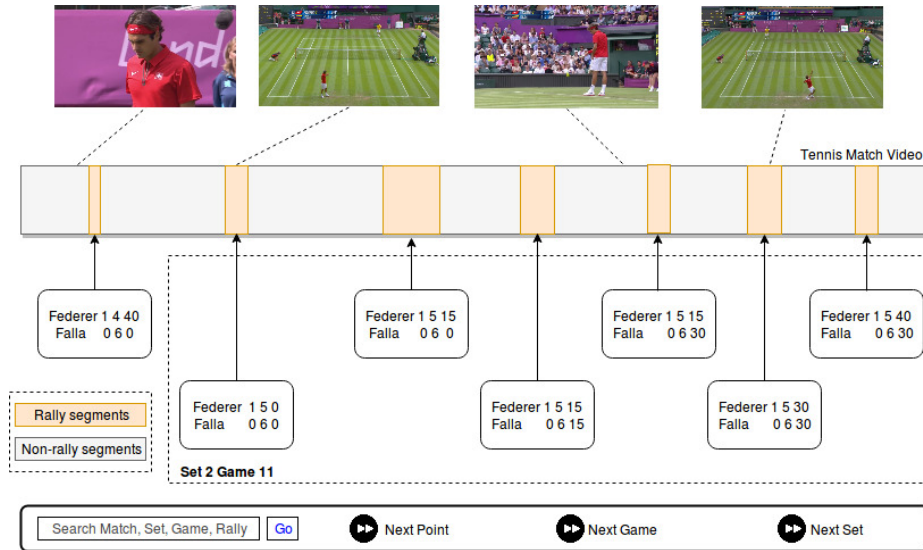 Tennis Match Video
Federer 1 4 40
Falla 0 6 0
Federer 1 5 15
Falla 0 6 0
Federer 1 5 15
Falla 0 6 30
Federer 1 5 40
Falla 0 6 30
Federer 1 5 0
Falla 0 6 0
Federer 1 5 15
Falla 0 6 15
Federer 1 5 30
Falla 0 6 30
Rally segments
Non-rally segments
Set 2 Game 11
Search Match, Set, Game, Rally
Go
Next Point
Next Game
Next Set